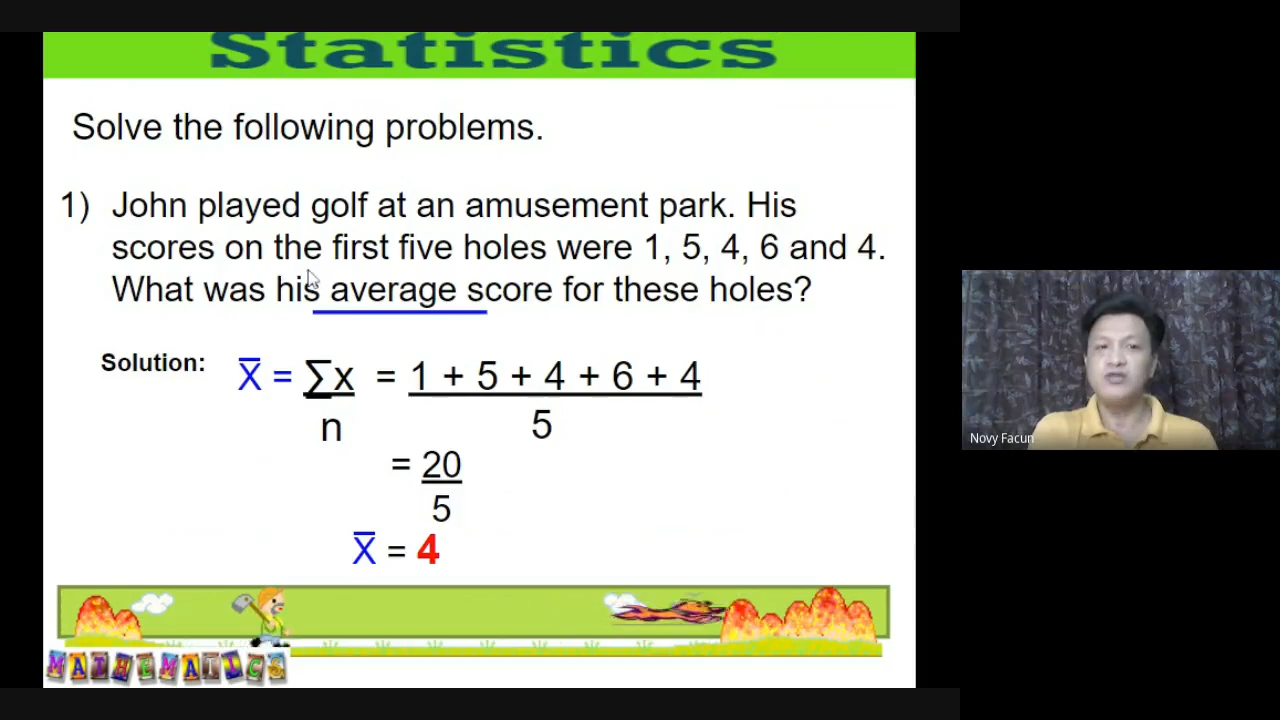 Statistics
Solve the following problems.
1) John played golf at an amusement park. His
scores on the first five holes were 1, 5, 4, 6 and 4.
What was his average score for these holes?
Solution: X̅ = ∑x = 1 + 5 + 4 + 6 + 4
n 5
= 20
5
X̅ = 4
MATHEMATICS
Novy Facun